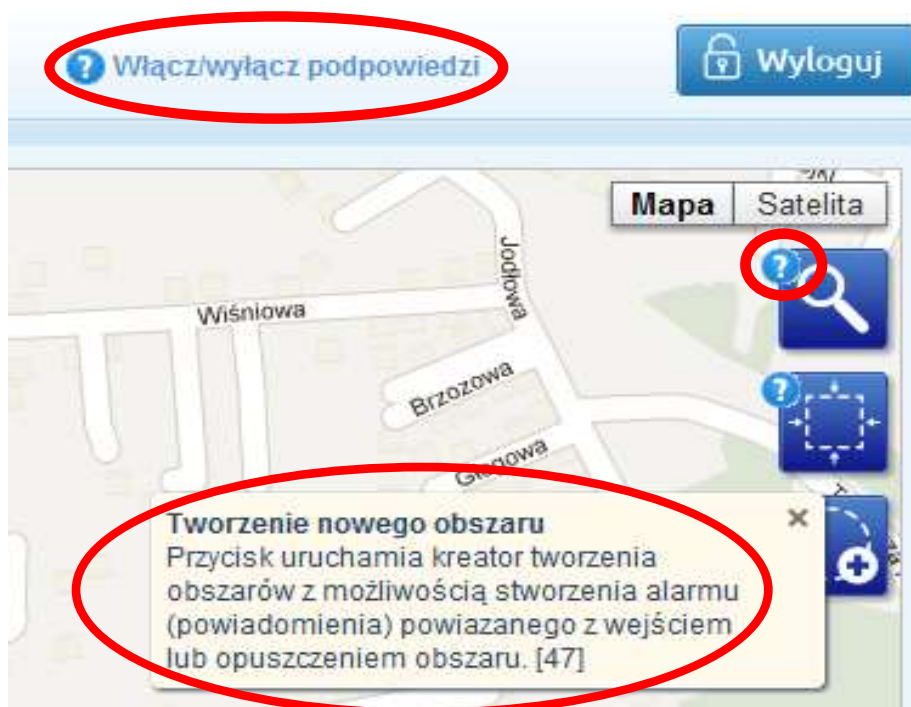 Włącz/wyłącz podpowiedzi
Wyloguj
Mapa
Satelita
Jodłowa
Wiśniowa
Brzozowa
Głogowa
Tworzenie nowego obszaru
Przycisk uruchamia kreator tworzenia
obszarów z możliwością stworzenia alarmu
(powiadomienia) powiazanego z wejściem
lub opuszczeniem obszaru. [47]